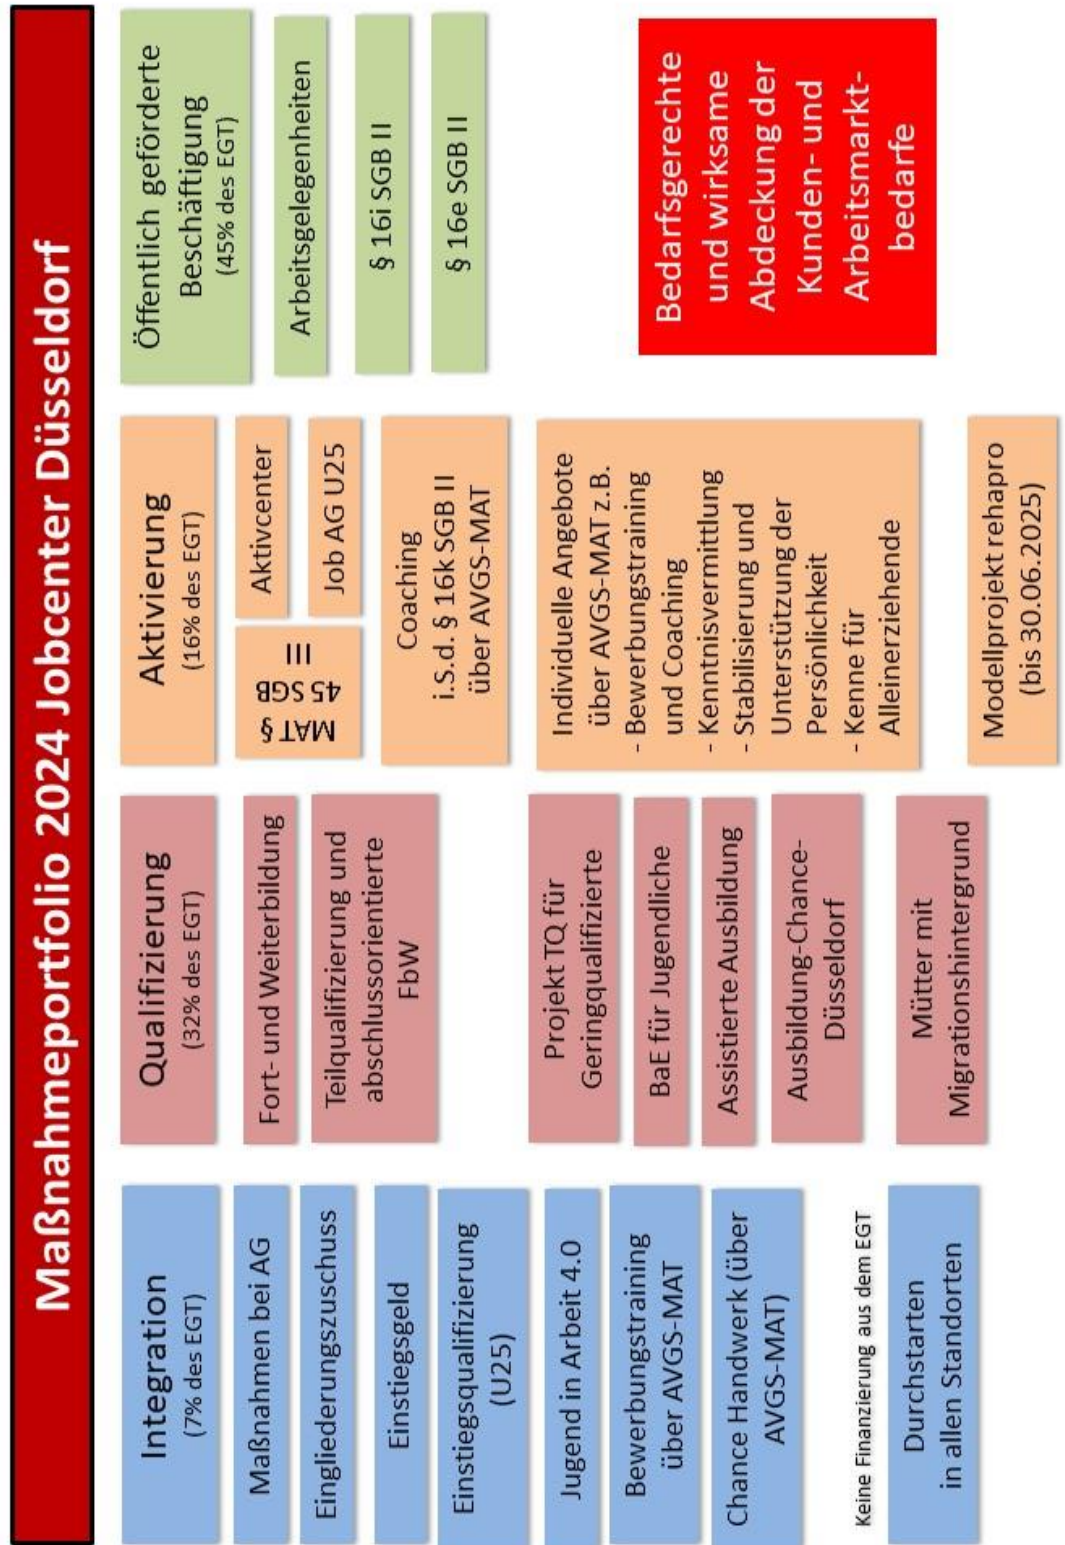 Maßnahmeportfolio 2024 Jobcenter Düsseldorf
Integration
(7% des EGT)
Maßnahmen bei AG
Eingliederungszuschuss
Einstiegsgeld
Einstiegsqualifizierung
(U25)
Jugend in Arbeit 4.0
Bewerbungstraining
über AVGS-MAT
Chance Handwerk (über
AVGS-MAT)
Keine Finanzierung aus dem EGT
Durchstarten
in allen Standorten
Qualifizierung
(32% des EGT)
Fort- und Weiterbildung
Teilqualifizierung und
abschlussorientierte
FbW
Projekt TQ für
Geringqualifizierte
BaE für Jugendliche
Assistierte Ausbildung
Ausbildung-Chance-
Düsseldorf
Mütter mit
Migrationshintergrund
Aktivierung
(16% des EGT)
MAT §
45 SGB
III
Aktivcenter
Job AG U25
Coaching
i.S.d. § 16k SGB II
über AVGS-MAT
Individuelle Angebote
über AVGS-MAT z.B.
- Bewerbungstraining
und Coaching
- Kenntnisvermittlung
- Stabilisierung und
Unterstützung der
Persönlichkeit
- Kenne für
Alleinerziehende
Modellprojekt rehapro
(bis 30.06.2025)
Öffentlich geförderte
Beschäftigung
(45% des EGT)
Arbeitsgelegenheiten
§ 16i SGB II
§ 16e SGB II
Bedarfsgerechte
und wirksame
Abdeckung der
Kunden- und
Arbeitsmarkt-
bedarfe